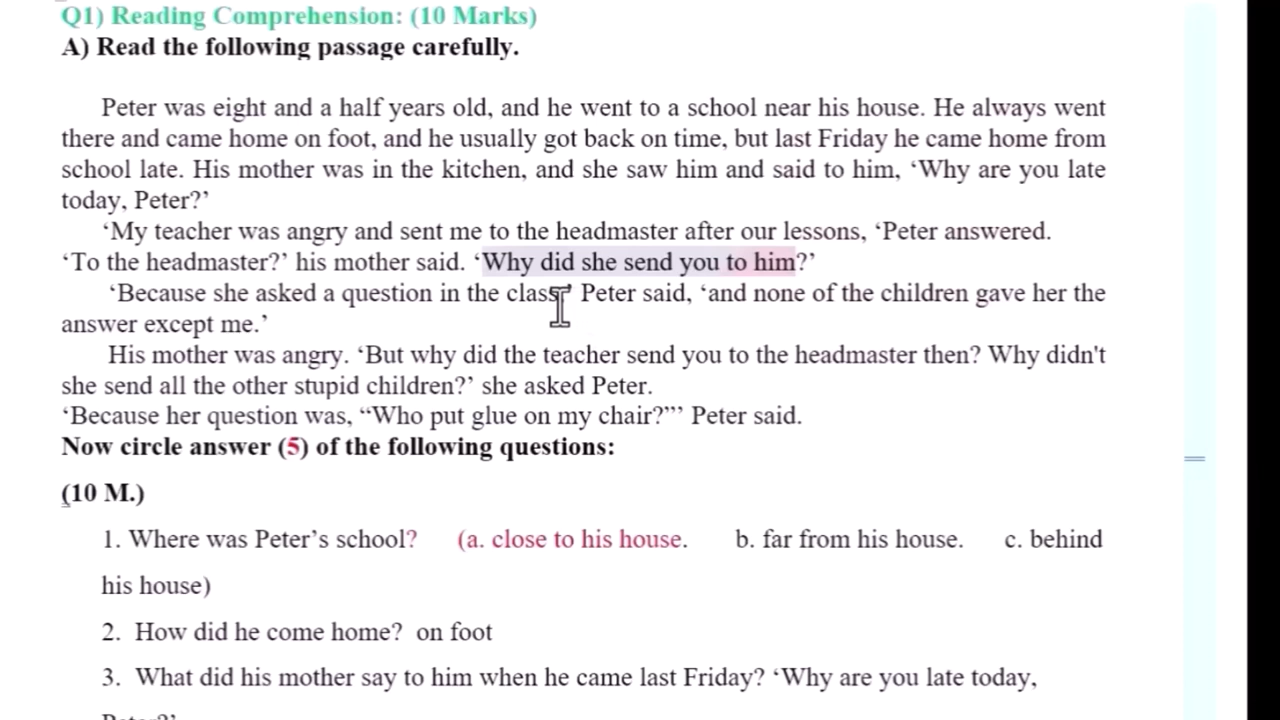 Q1) Reading Comprehension: (10 Marks)
A) Read the following passage carefully.
Peter was eight and a half years old, and he went to a school near his house. He always went
there and came home on foot, and he usually got back on time, but last Friday he came home from
school late. His mother was in the kitchen, and she saw him and said to him, ‘Why are you late
today, Peter?’
‘My teacher was angry and sent me to the headmaster after our lessons, ‘Peter answered.
‘To the headmaster?’ his mother said. ‘Why did she send you to him?’
‘Because she asked a question in the class’ Peter said, ‘and none of the children gave her the
answer except me.’
His mother was angry. ‘But why did the teacher send you to the headmaster then? Why didn't
she send all the other stupid children?’ she asked Peter.
‘Because her question was, “Who put glue on my chair?”’ Peter said.
Now circle answer (5) of the following questions:
(10 M.)
1. Where was Peter’s school? (a. close to his house. b. far from his house. c. behind
his house)
2. How did he come home? on foot
3. What did his mother say to him when he came last Friday? ‘Why are you late today,
Peter?’